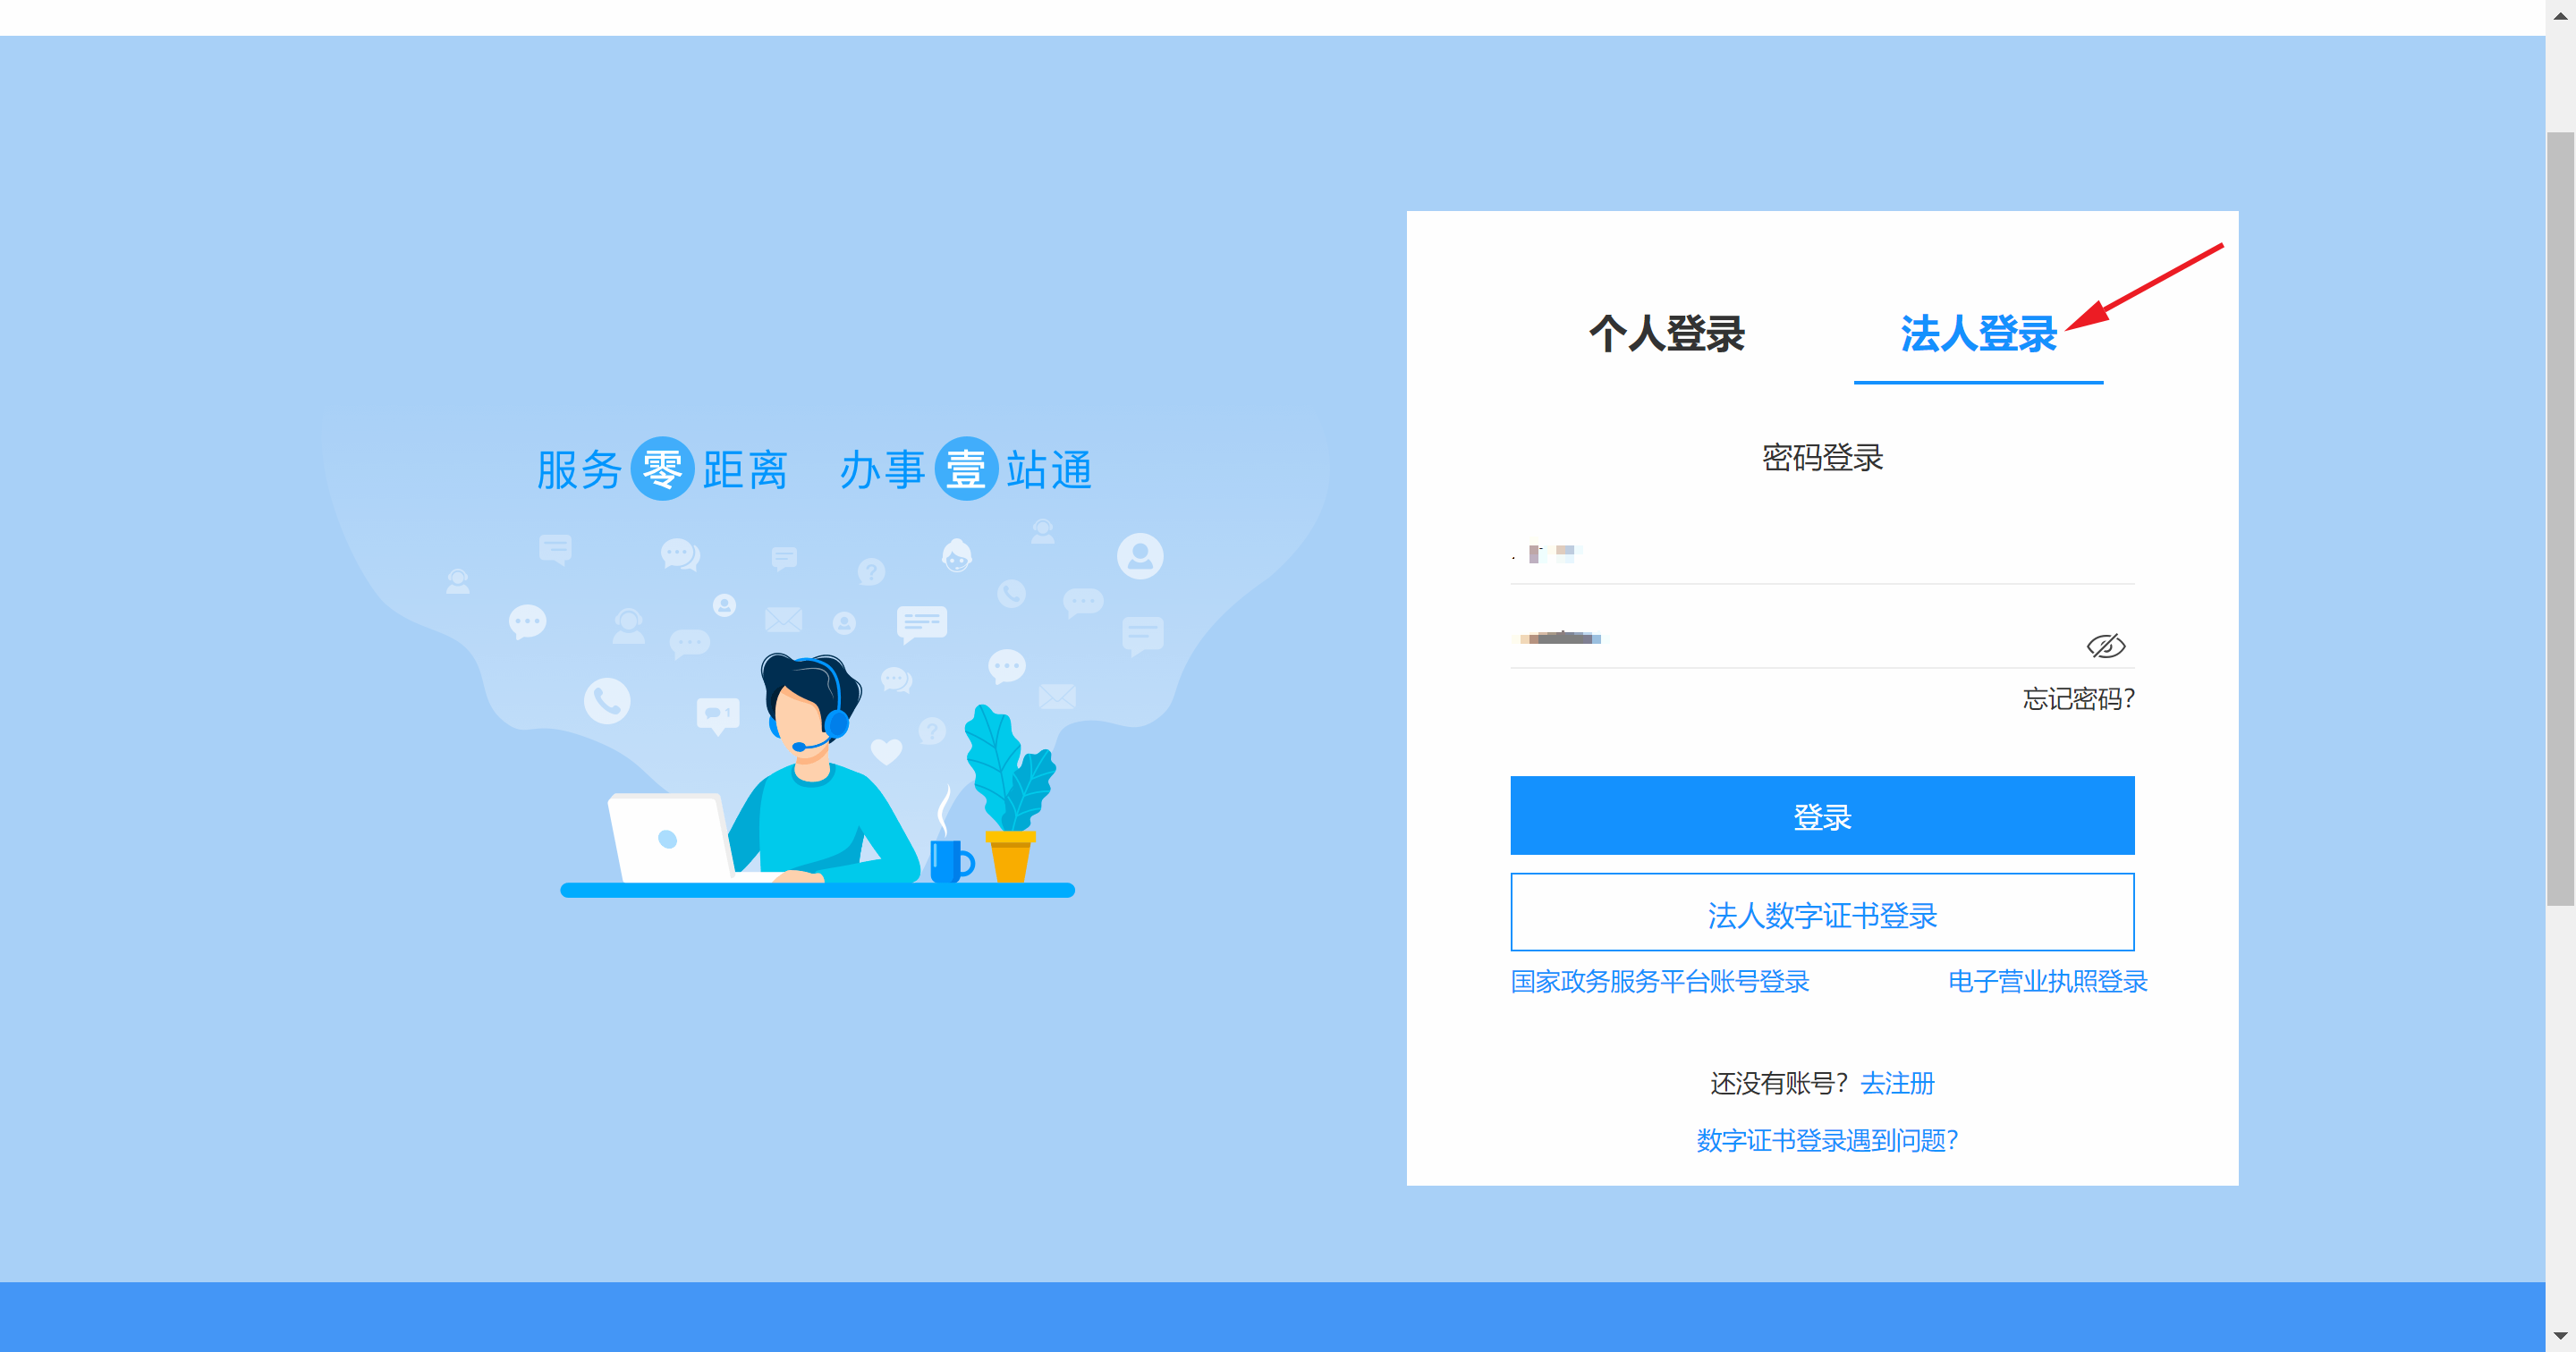 服务零距离 办事壹站通
个人登录 法人登录
密码登录
忘记密码?
登录
法人数字证书登录
国家政务服务平台账号登录 电子营业执照登录
还没有账号? 去注册
数字证书登录遇到问题?